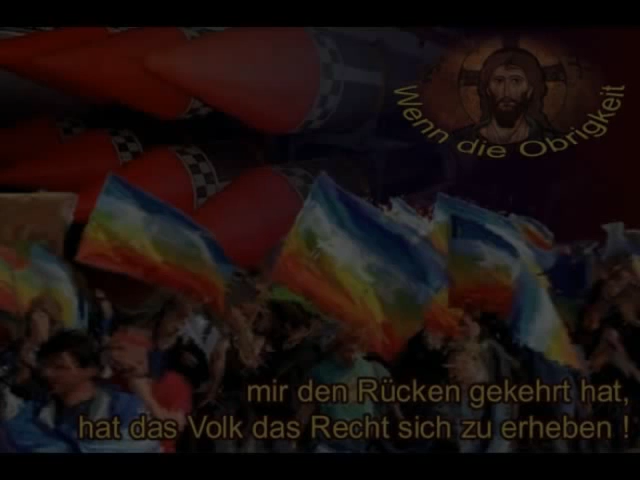 Wenn die Obrigkeit
mir den Rücken gekehrt hat,
hat das Volk das Recht sich zu erheben !